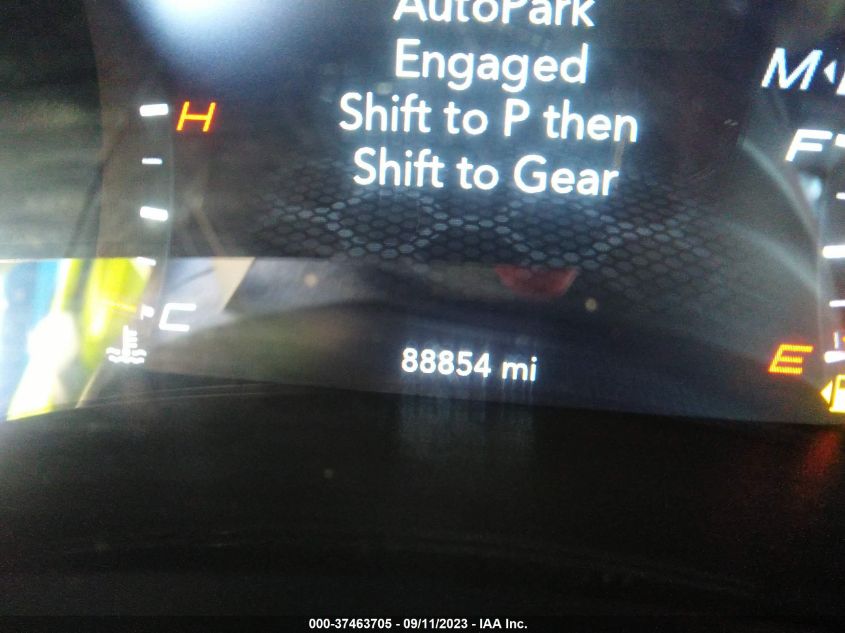 AutoPark
Engaged
Shift to P then
Shift to Gear
M
H
F
C
88854 mi
E
000-37463705 - 09/11/2023 - IAA Inc.